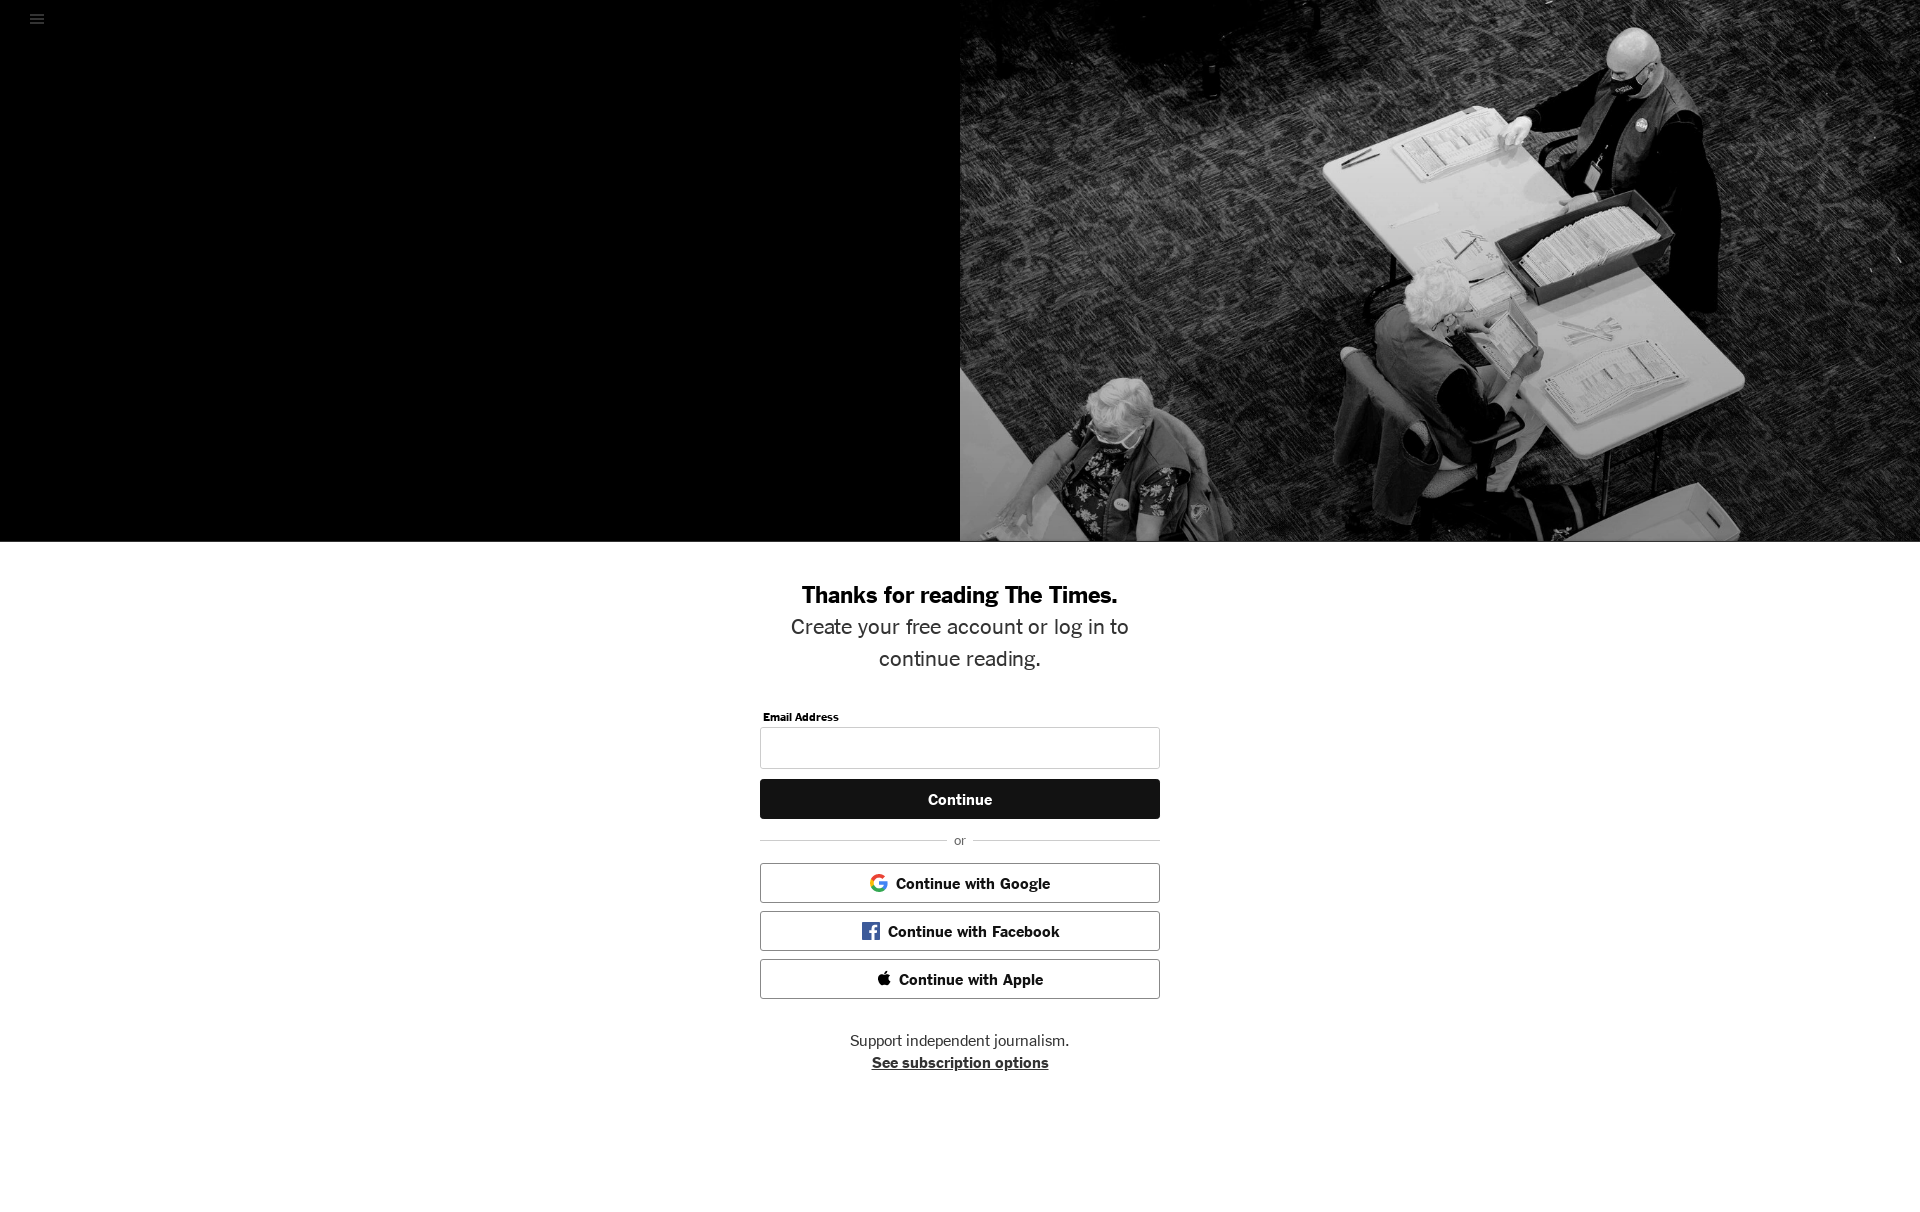 Thanks for reading The Times.
Create your free account or log in to
continue reading.
Email Address
Continue
or
Continue with Google
Continue with Facebook
Continue with Apple
Support independent journalism.
See subscription options